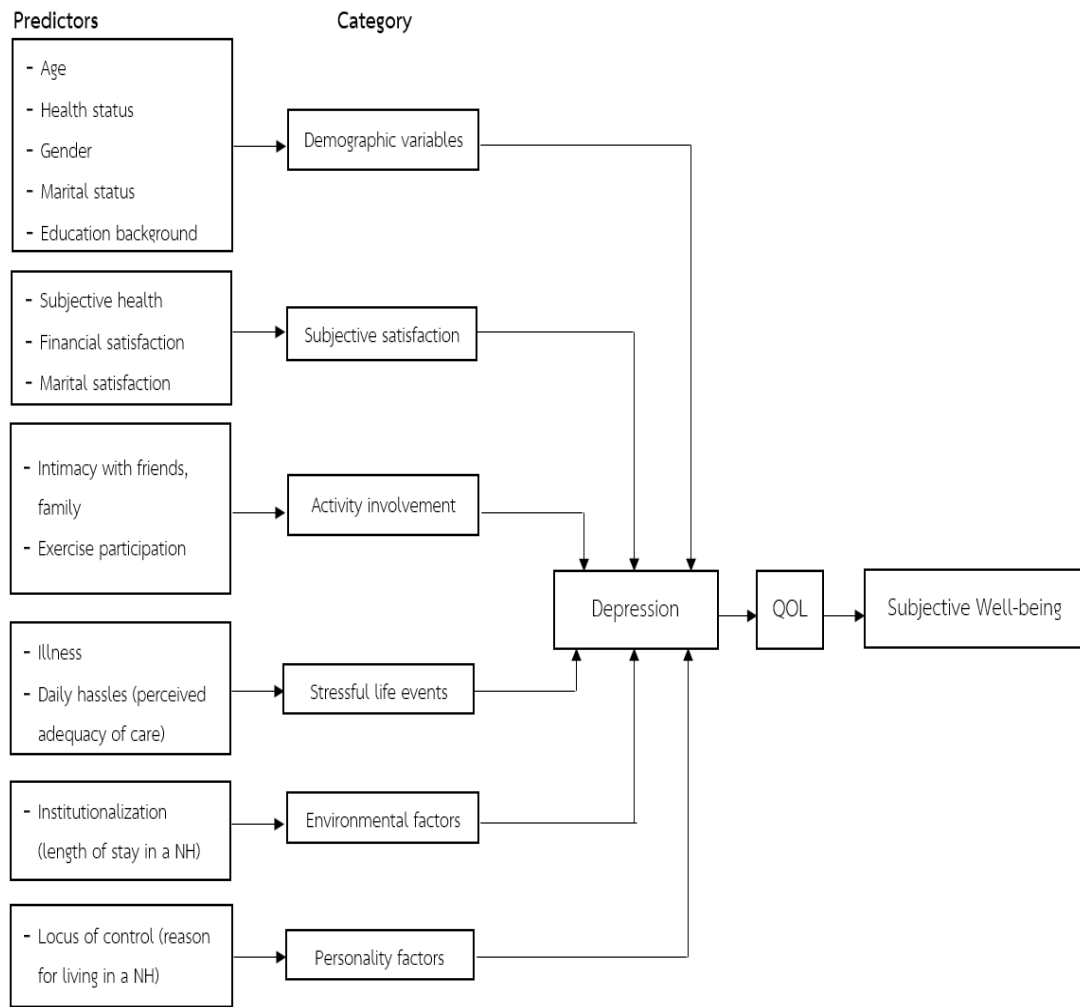 Predictors
Category
- Age
- Health status
- Gender
- Marital status
- Education background
Demographic variables
- Subjective health
- Financial satisfaction
- Marital satisfaction
Subjective satisfaction
- Intimacy with friends,
family
- Exercise participation
Activity involvement
Depression
QOL
Subjective Well-being
- Illness
- Daily hassles (perceived
adequacy of care)
Stressful life events
- Institutionalization
(length of stay in a NH)
Environmental factors
- Locus of control (reason
for living in a NH)
Personality factors